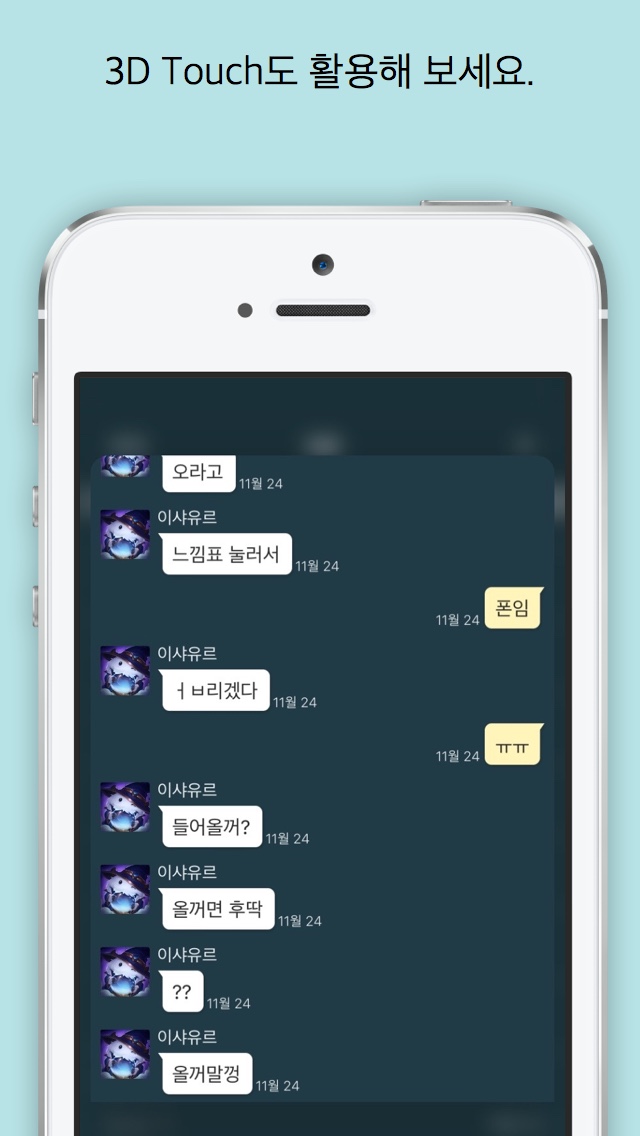 3D Touch도 활용해 보세요.
오라고 11월 24
이샤유르
느낌표 눌러서 11월 24
11월 24 폰임
이샤유르
ㅓㅂ리겠다 11월 24
11월 24 ㅠㅠ
이샤유르
들어올꺼? 11월 24
이샤유르
올꺼면 후딱 11월 24
이샤유르
?? 11월 24
이샤유르
올꺼말껑 11월 24